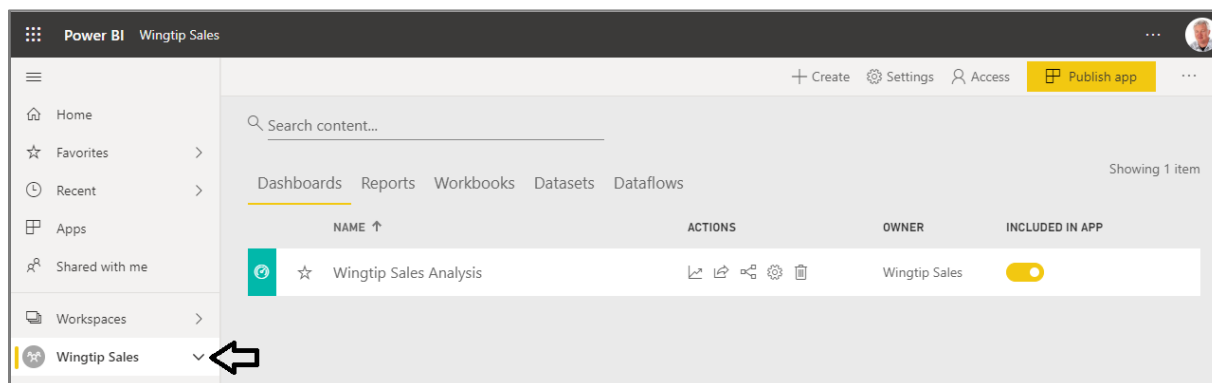 Power BI Wingtip Sales
Create Settings Access Publish app
Home
Favorites
Recent
Apps
Shared with me
Workspaces
Wingtip Sales
Search content...
Showing 1 item
Dashboards Reports Workbooks Datasets Dataflows
NAME ACTIONS OWNER INCLUDED IN APP
Wingtip Sales Analysis Wingtip Sales